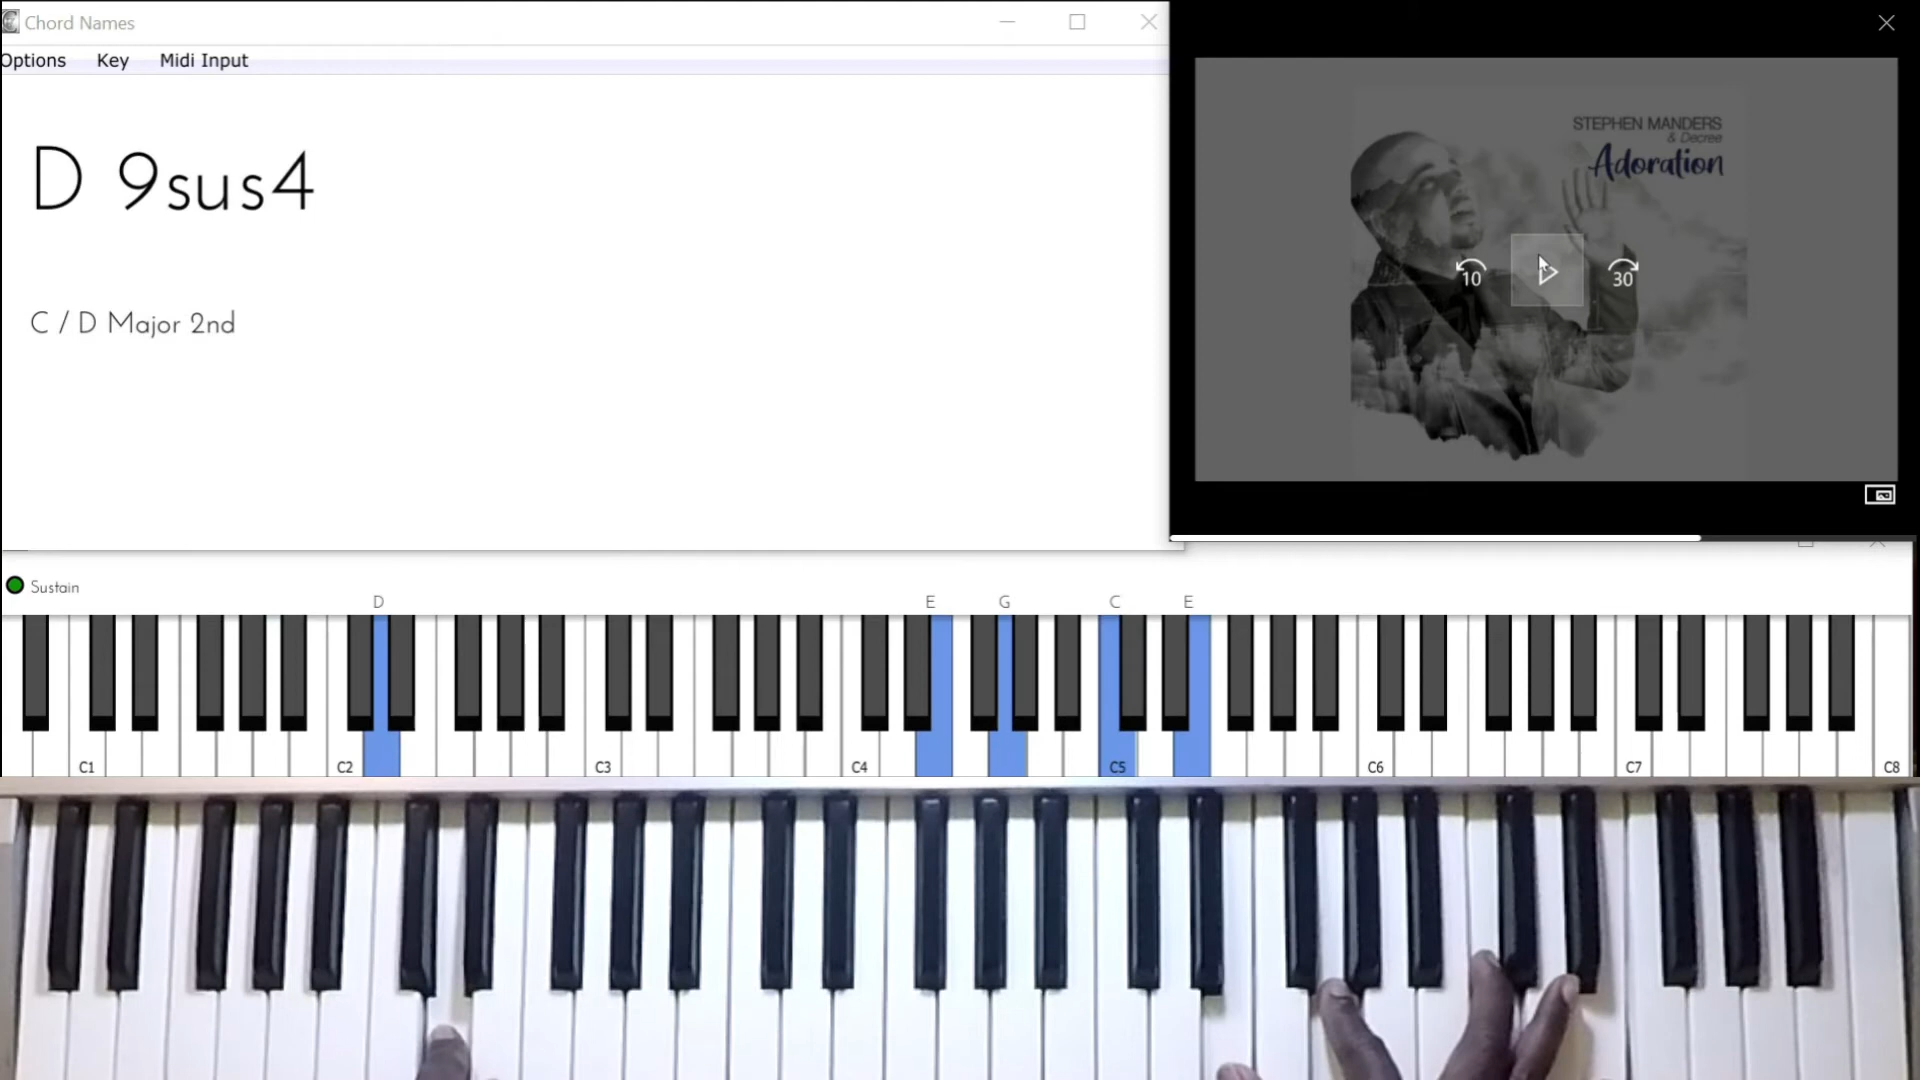 Chord Names
Options Key Midi Input
D 9sus4
C / D Major 2nd
STEPHEN MANDERS
& Decree
Adoration
10 30
Sustain
D E G C E
C1 C2 C3 C4 C5 C6 C7 C8